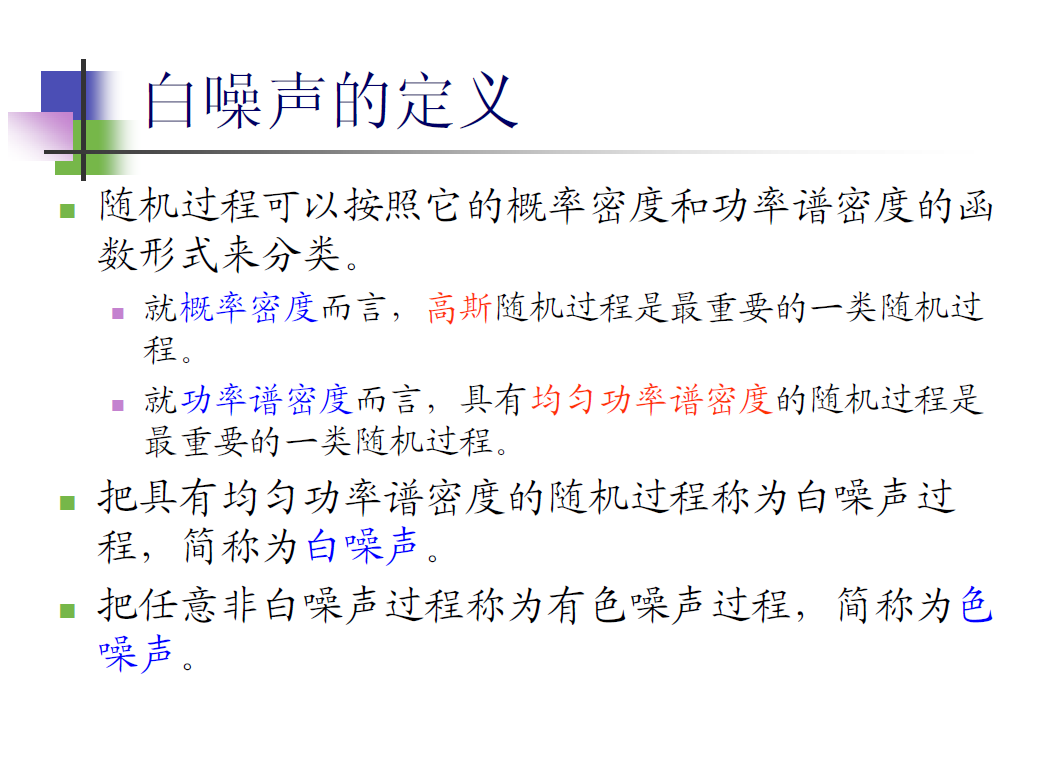 白噪声的定义
随机过程可以按照它的概率密度和功率谱密度的函
数形式来分类。
就概率密度而言，高斯随机过程是最重要的一类随机过
程。
就功率谱密度而言，具有均匀功率谱密度的随机过程是
最重要的一类随机过程。
把具有均匀功率谱密度的随机过程称为白噪声过
程，简称为白噪声。
把任意非白噪声过程称为有色噪声过程，简称为色
噪声。